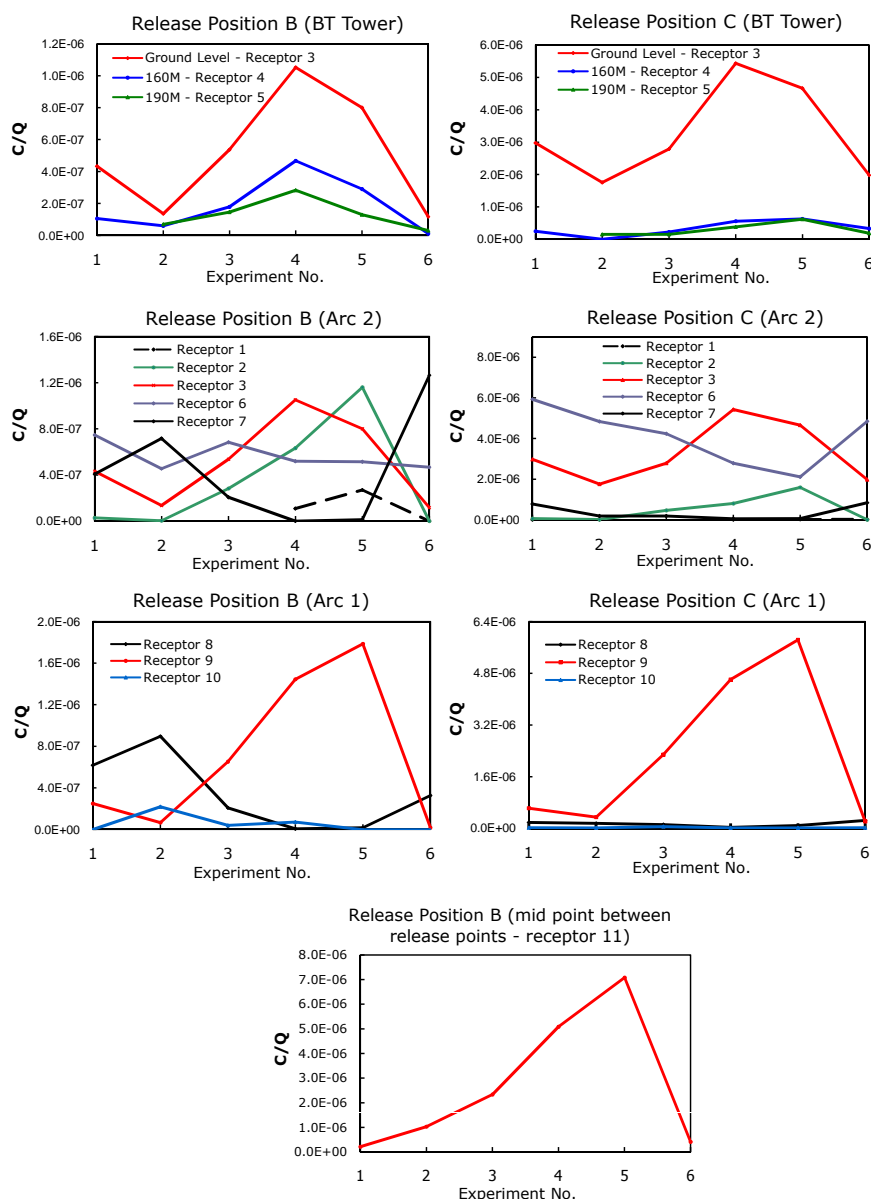 Release Position B (BT Tower)
1.2E-06
1.0E-06
8.0E-07
6.0E-07
4.0E-07
2.0E-07
0.0E+00
C/Q
Ground Level - Receptor 3
160M - Receptor 4
190M - Receptor 5
1 2 3 4 5 6
Experiment No.
Release Position C (BT Tower)
6.0E-06
5.0E-06
4.0E-06
3.0E-06
2.0E-06
1.0E-06
0.0E+00
C/Q
Ground Level - Receptor 3
160M - Receptor 4
190M - Receptor 5
1 2 3 4 5 6
Experiment No.
Release Position B (Arc 2)
1.6E-06
1.2E-06
8.0E-07
4.0E-07
0.0E+00
C/Q
Receptor 1
Receptor 2
Receptor 3
Receptor 6
Receptor 7
1 2 3 4 5 6
Experiment No.
Release Position C (Arc 2)
8.0E-06
6.0E-06
4.0E-06
2.0E-06
0.0E+00
C/Q
Receptor 1
Receptor 2
Receptor 3
Receptor 6
Receptor 7
1 2 3 4 5 6
Experiment No.
Release Position B (Arc 1)
2.0E-06
1.6E-06
1.2E-06
8.0E-07
4.0E-07
0.0E+00
C/Q
Receptor 8
Receptor 9
Receptor 10
1 2 3 4 5 6
Experiment No.
Release Position C (Arc 1)
6.4E-06
4.8E-06
3.2E-06
1.6E-06
0.0E+00
C/Q
Receptor 8
Receptor 9
Receptor 10
1 2 3 4 5 6
Experiment No.
Release Position B (mid point between
release points - receptor 11)
8.0E-06
7.0E-06
6.0E-06
5.0E-06
4.0E-06
3.0E-06
2.0E-06
1.0E-06
0.0E+00
C/Q
1 2 3 4 5 6
Experiment No.